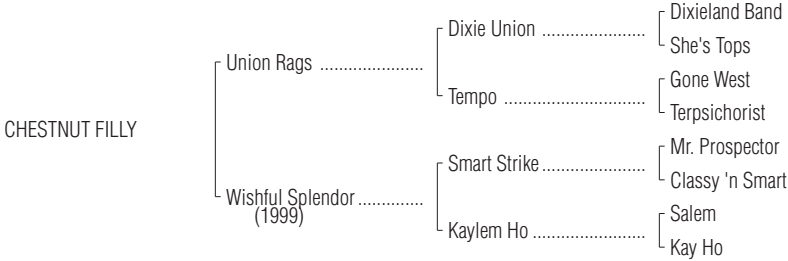 Dixieland Band
Dixie Union ......................
She's Tops
Union Rags ......................
Gone West
Tempo ..............................
Terpsichorist
CHESTNUT FILLY
Mr. Prospector
Smart Strike......................
Classy 'n Smart
Wishful Splendor..............
(1999)
Salem
Kaylem Ho ........................
Kay Ho